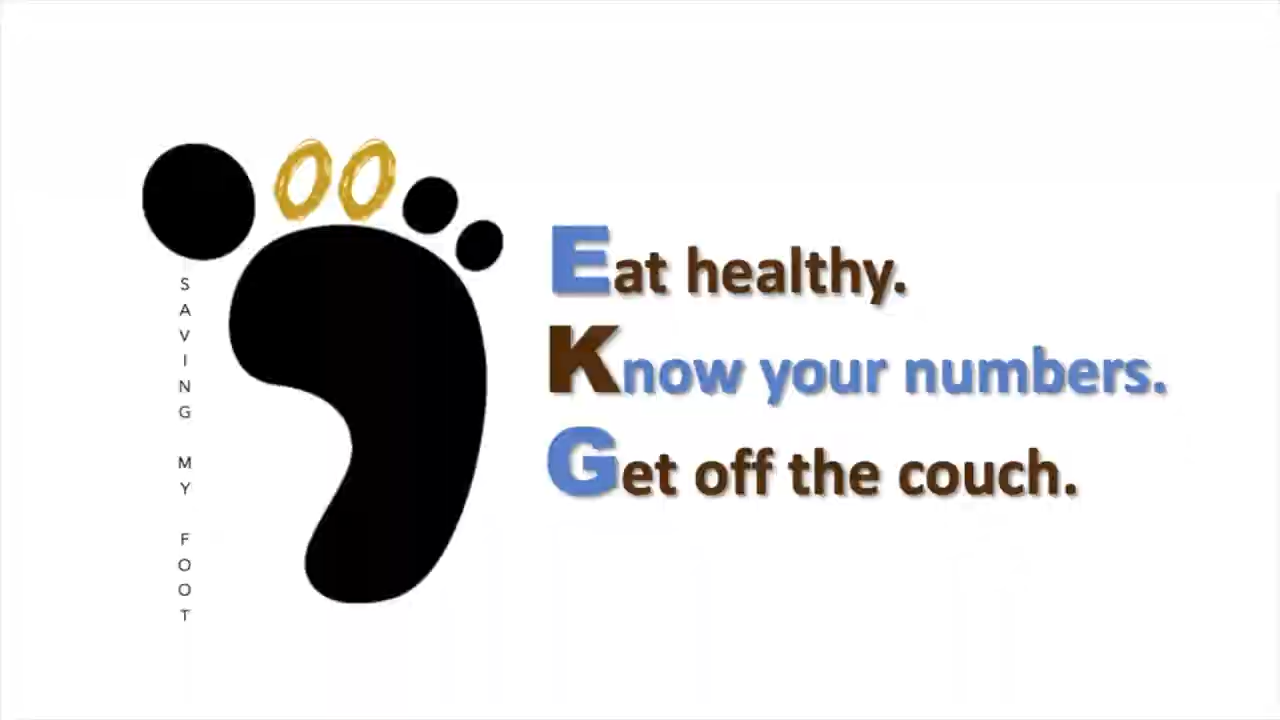 SAVING MY FOOT
Eat healthy.
Know your numbers.
Get off the couch.